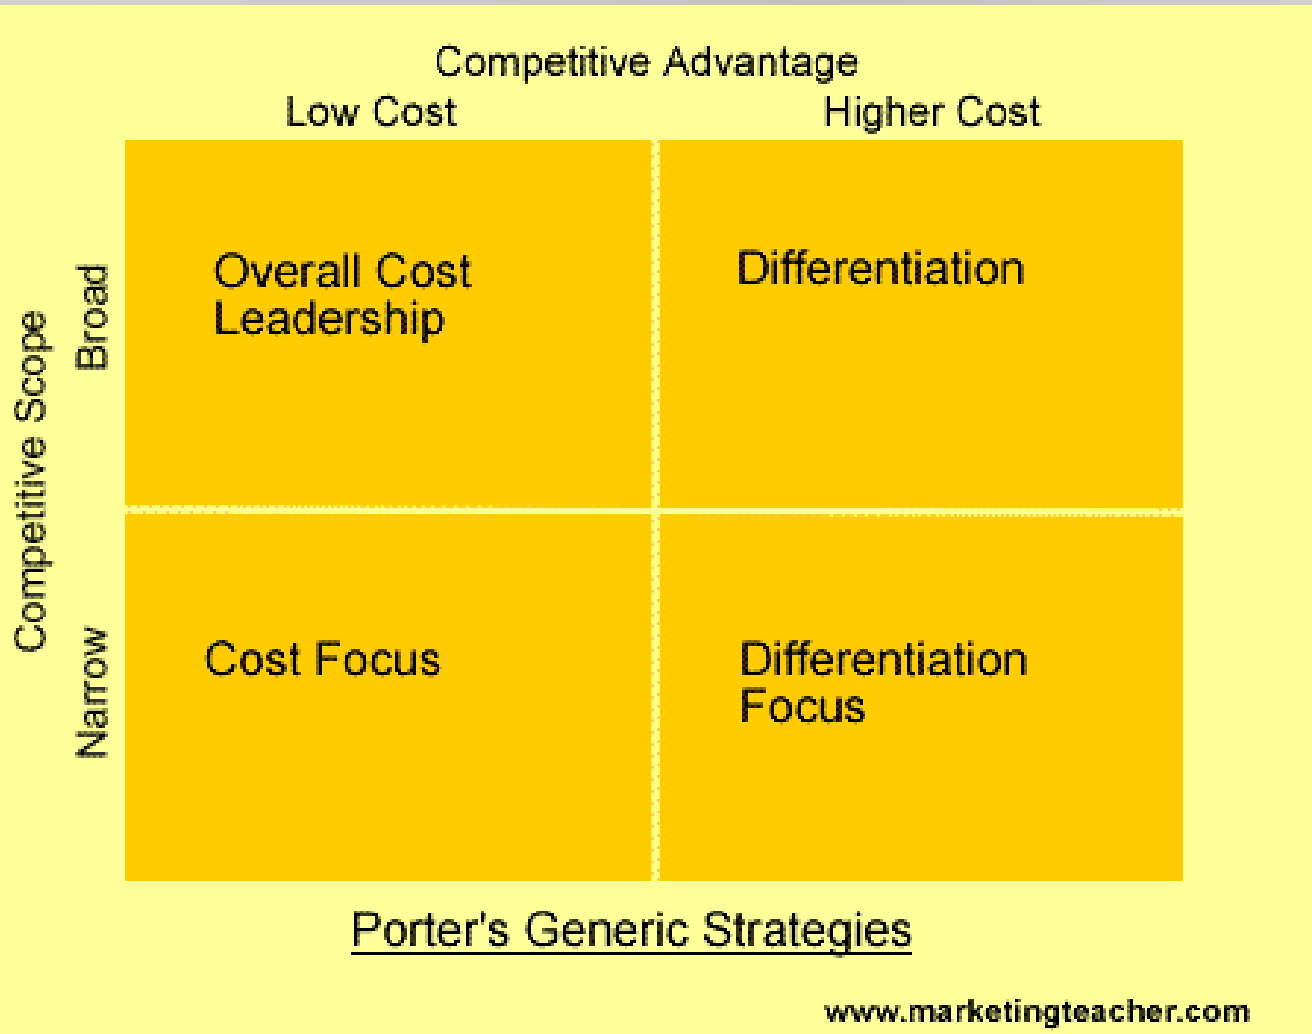 Competitive Advantage
Low Cost
Higher Cost
Competitive Scope
Broad
Overall Cost
Leadership
Differentiation
Narrow
Cost Focus
Differentiation
Focus
Porter's Generic Strategies
www.marketingteacher.com